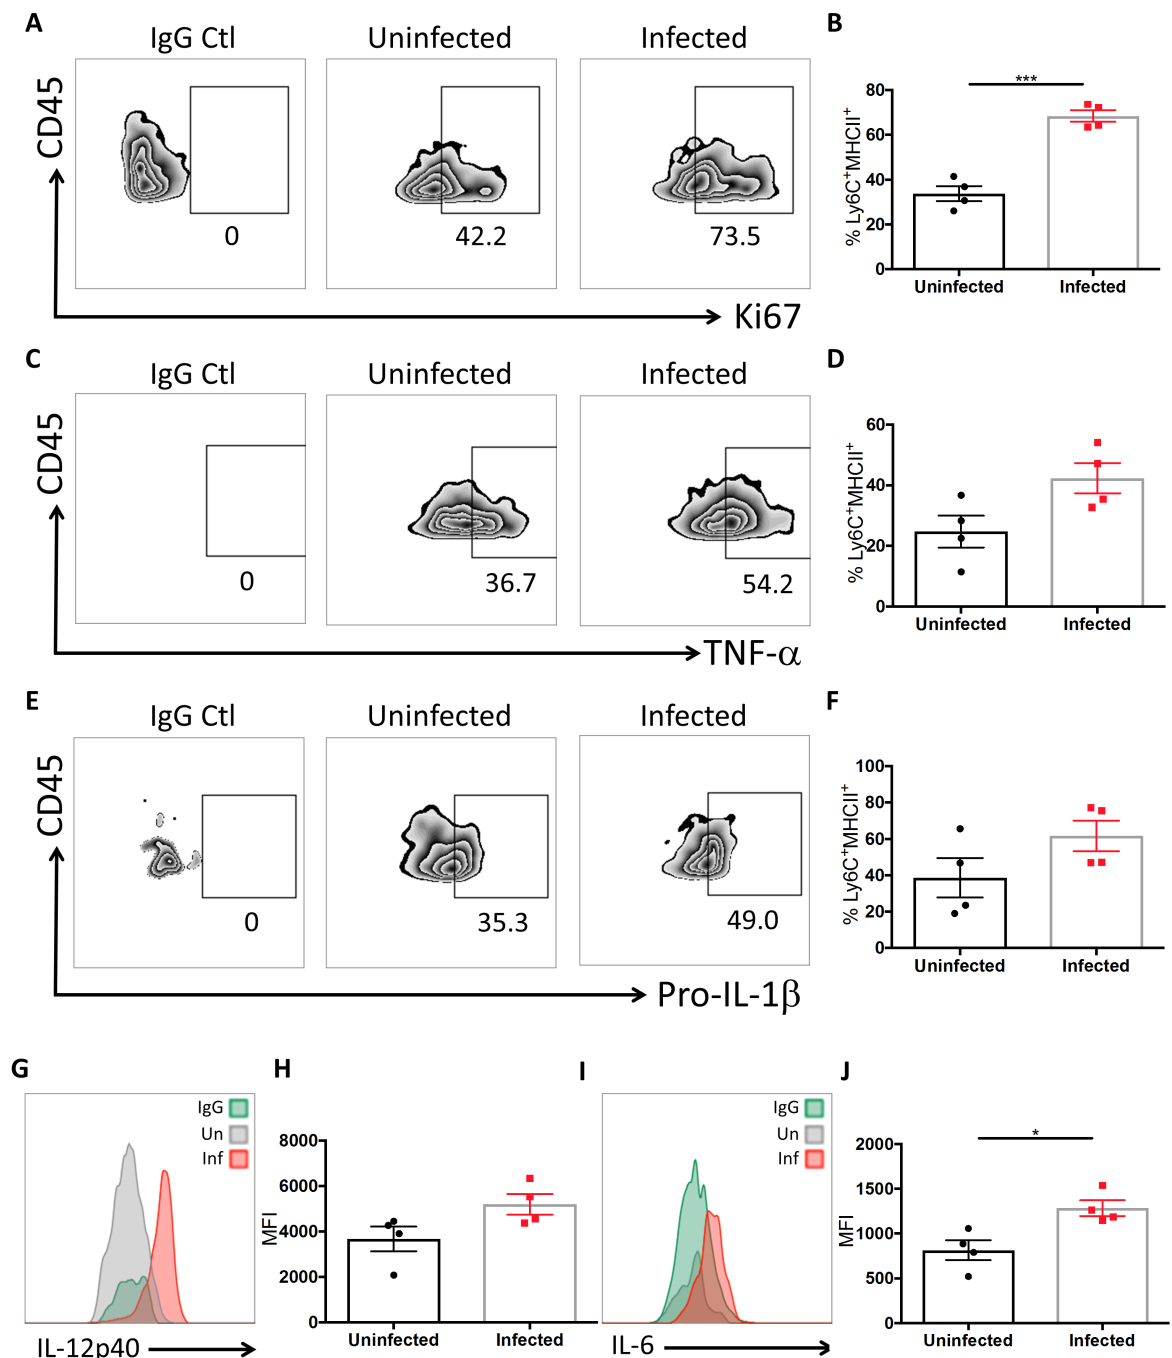 A
IgG Ctl
Uninfected
Infected
B
CD45
0
42.2
73.5
Ki67
***
% Ly6C⁺MHCII⁺
80
60
40
20
0
Uninfected
Infected
C
IgG Ctl
Uninfected
Infected
D
CD45
0
36.7
54.2
TNF-α
% Ly6C⁺MHCII⁺
60
40
20
0
Uninfected
Infected
E
IgG Ctl
Uninfected
Infected
F
CD45
0
35.3
49.0
Pro-IL-1β
% Ly6C⁺MHCII⁺
100
80
60
40
20
0
Uninfected
Infected
G
IgG
Un
Inf
IL-12p40
H
MFI
8000
6000
4000
2000
0
Uninfected
Infected
I
IgG
Un
Inf
IL-6
J
*
MFI
2000
1500
1000
500
0
Uninfected
Infected